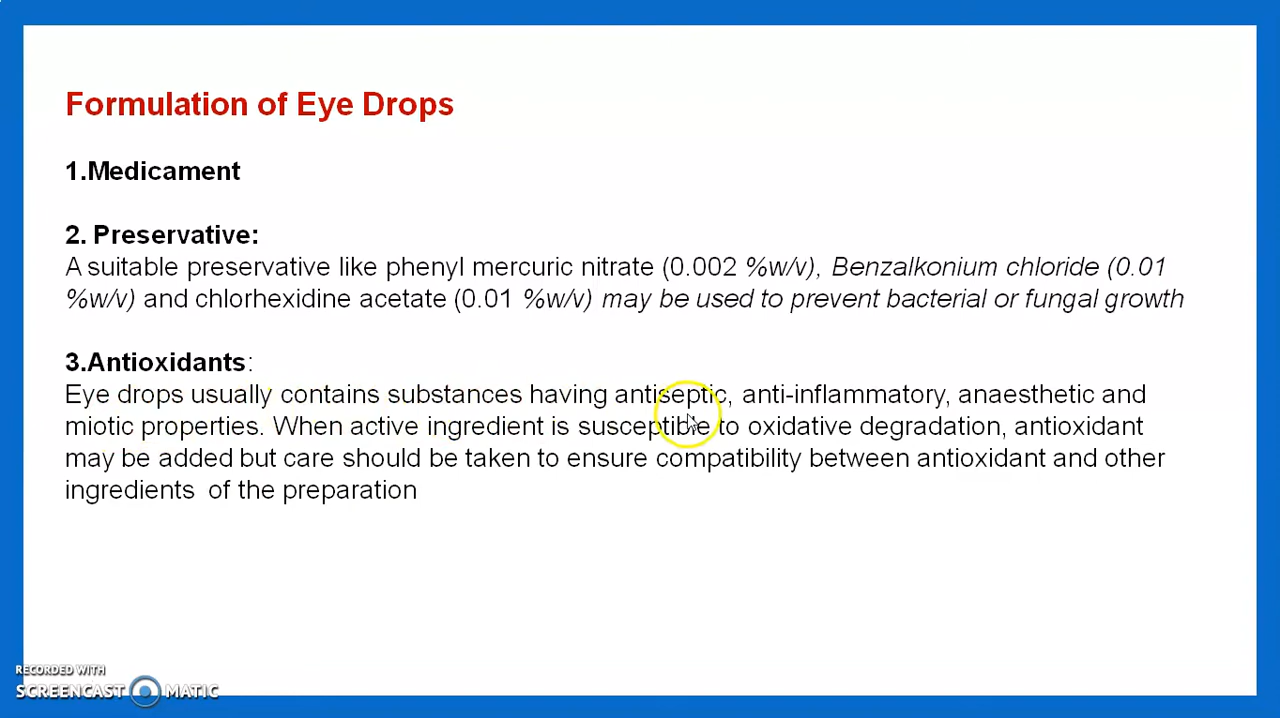 Formulation of Eye Drops
1.Medicament
2. Preservative:
A suitable preservative like phenyl mercuric nitrate (0.002 %w/v), Benzalkonium chloride (0.01
%w/v) and chlorhexidine acetate (0.01 %w/v) may be used to prevent bacterial or fungal growth
3.Antioxidants:
Eye drops usually contains substances having antiseptic, anti-inflammatory, anaesthetic and
miotic properties. When active ingredient is susceptible to oxidative degradation, antioxidant
may be added but care should be taken to ensure compatibility between antioxidant and other
ingredients of the preparation
RECORDED WITH
SCREENCAST MATIC